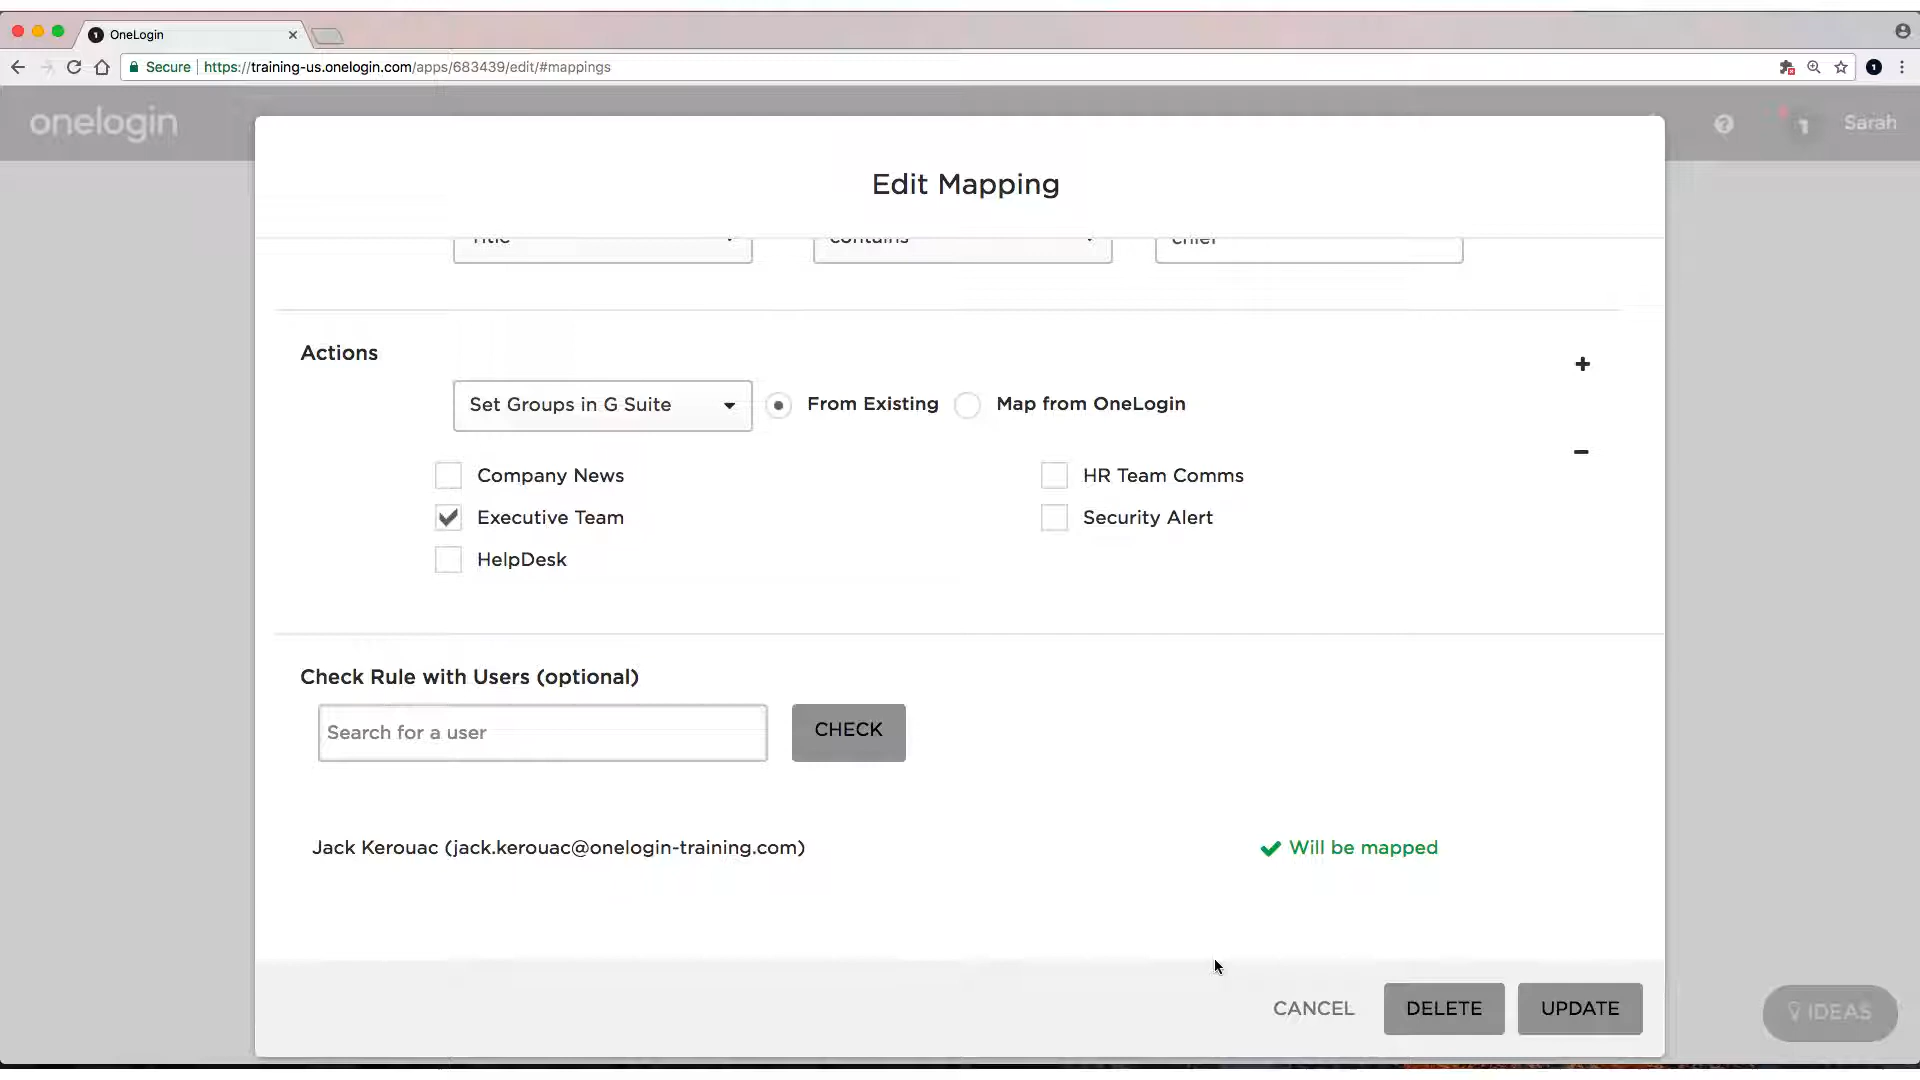 OneLogin
Secure https://training-us.onelogin.com/apps/683439/edit/#mappings
onelogin
Sarah
Edit Mapping
Title contains chief
Actions
Set Groups in G Suite From Existing Map from OneLogin
Company News HR Team Comms
Executive Team Security Alert
HelpDesk
Check Rule with Users (optional)
Search for a user CHECK
Jack Kerouac (jack.kerouac@onelogin-training.com) Will be mapped
CANCEL DELETE UPDATE
IDEAS